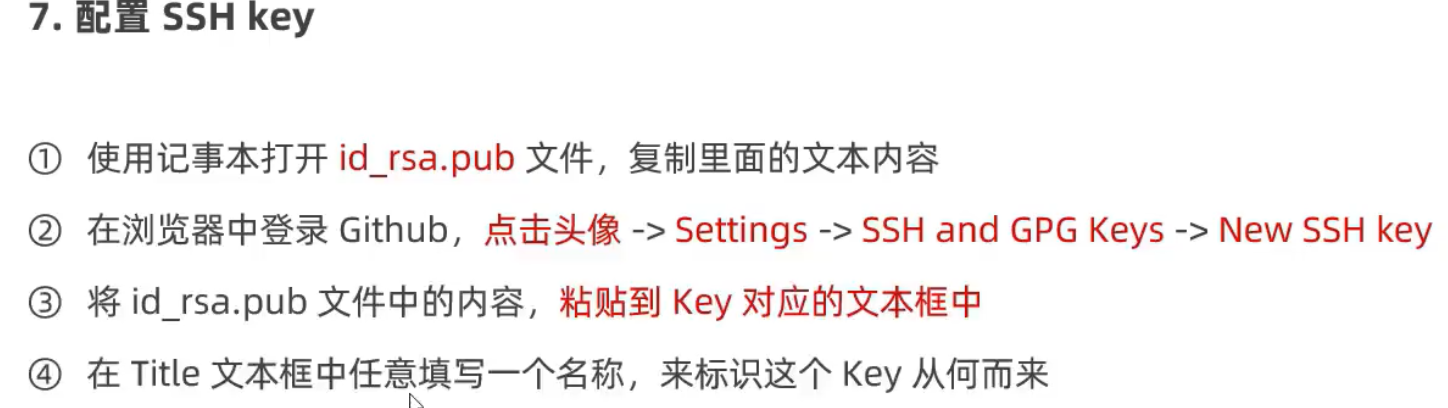 7. 配置 SSH key
① 使用记事本打开 id_rsa.pub 文件，复制里面的文本内容
② 在浏览器中登录 Github，点击头像 -> Settings -> SSH and GPG Keys -> New SSH key
③ 将 id_rsa.pub 文件中的内容，粘贴到 Key 对应的文本框中
④ 在 Title 文本框中任意填写一个名称，来标识这个 Key 从何而来